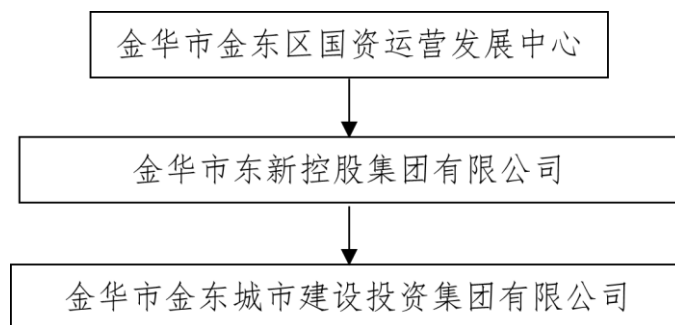 金华市金东区国资运营发展中心
金华市东新控股集团有限公司
金华市金东城市建设投资集团有限公司